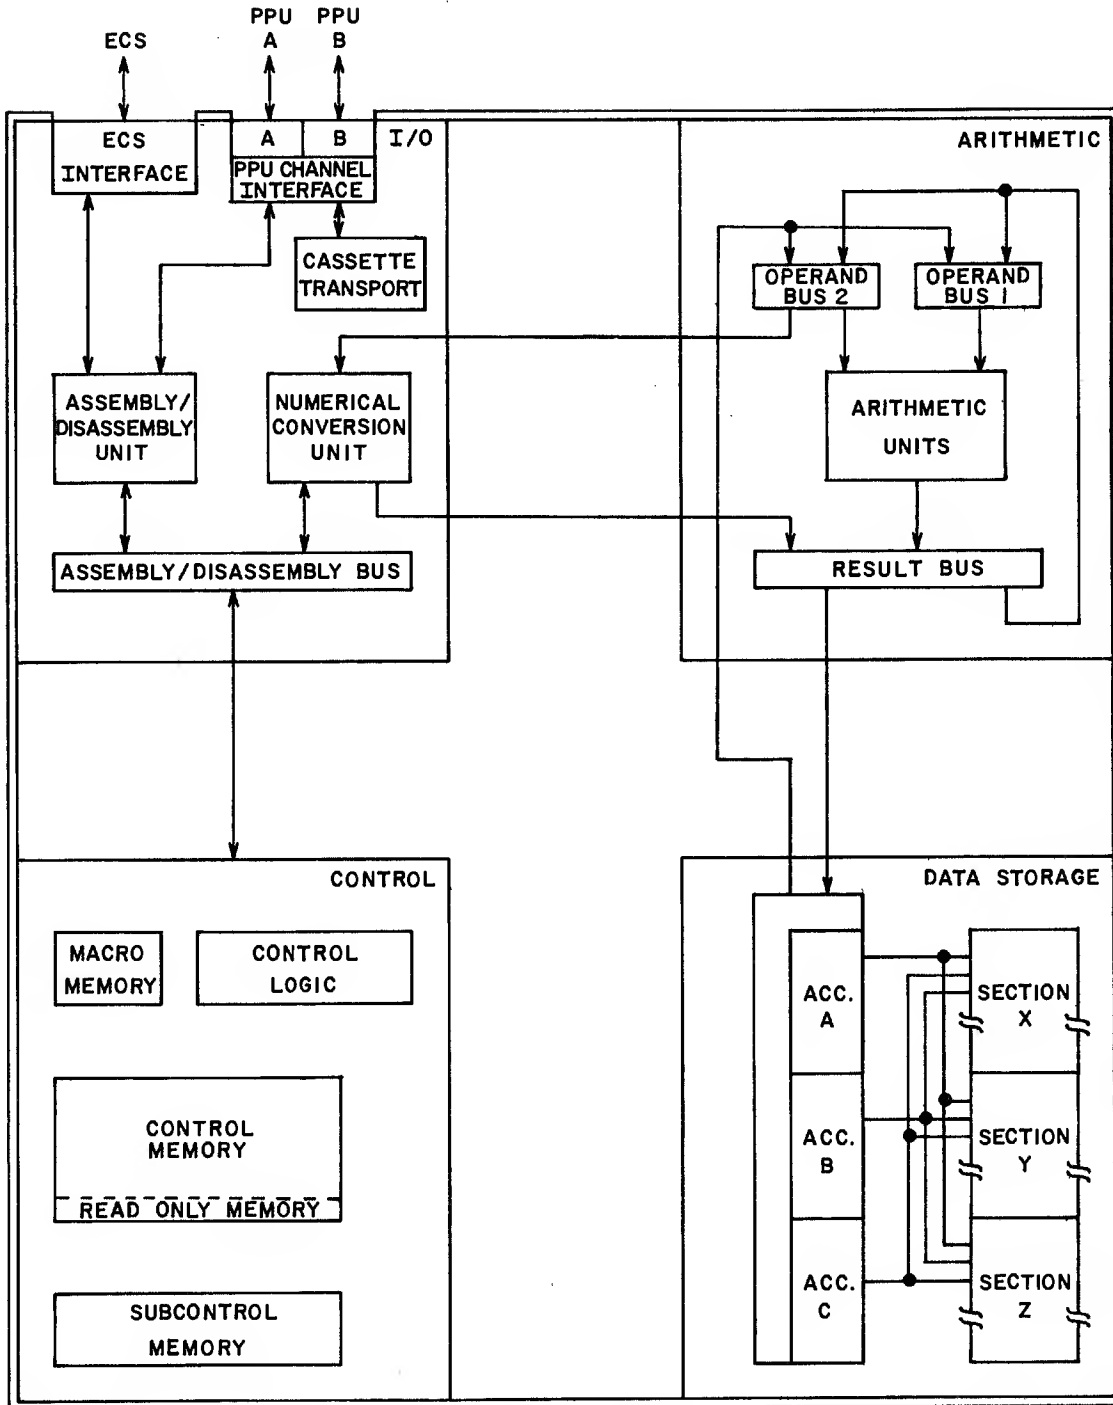 ECS
PPU
A
PPU
B
ECS
INTERFACE
A
B
PPU CHANNEL
INTERFACE
I/O
CASSETTE
TRANSPORT
ASSEMBLY/
DISASSEMBLY
UNIT
NUMERICAL
CONVERSION
UNIT
ASSEMBLY/DISASSEMBLY BUS
ARITHMETIC
OPERAND
BUS 2
OPERAND
BUS 1
ARITHMETIC
UNITS
RESULT BUS
CONTROL
MACRO
MEMORY
CONTROL
LOGIC
CONTROL
MEMORY
READ ONLY MEMORY
SUBCONTROL
MEMORY
DATA STORAGE
ACC.
A
ACC.
B
ACC.
C
SECTION
X
SECTION
Y
SECTION
Z